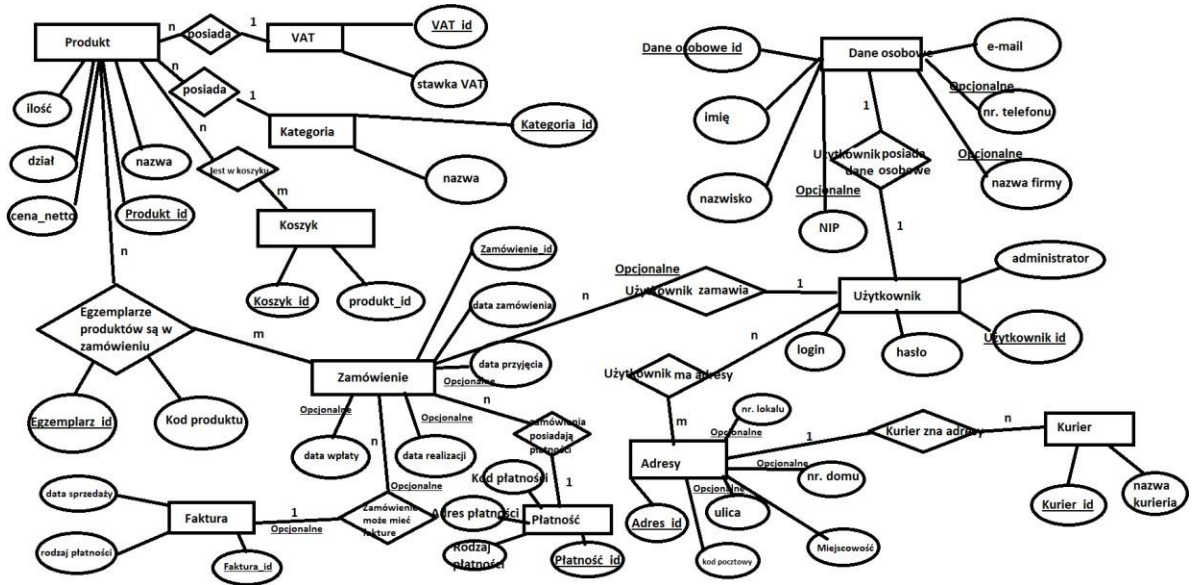 Produkt
n
posiada
1
VAT
VAT_id
stawka VAT
n
posiada
1
Kategoria
Kategoria_id
nazwa
ilość
dział
nazwa
cena_netto
Produkt_id
n
Jest w koszyku
m
Koszyk
Koszyk_id
produkt_id
n
Egzemplarze
produktów są w
zamówieniu
m
Egzemplarz_id
Kod produktu
Zamówienie
Zamówienie_id
data zamówienia
data przyjęcia
Opcjonalne
Opcjonalne
data wpłaty
Opcjonalne
data realizacji
n
Opcjonalne
Zamówienie
może mieć
fakture
1
Opcjonalne
Faktura
data sprzedaży
rodzaj płatności
Faktura_id
n
zamówienia
posiadają
płatności
1
Płatność
Kod płatności
Adres płatności
Rodzaj
płatności
Płatność_id
n
Opcjonalne
Użytkownik zamawia
1
Użytkownik
administrator
Użytkownik id
hasło
login
1
Użytkownik posiada
dane osobowe
1
Dane osobowe
Dane osobowe id
imię
nazwisko
Opcjonalne
NIP
e-mail
Opcjonalne
nr. telefonu
Opcjonalne
nazwa firmy
n
Użytkownik ma adresy
m
Adresy
nr. lokalu
Opcjonalne
Opcjonalne
nr. domu
Opcjonalne
ulica
Adres_id
kod pocztowy
Miejscowość
1
Kurier zna adresy
n
Kurier
Kurier_id
nazwa
kurieria